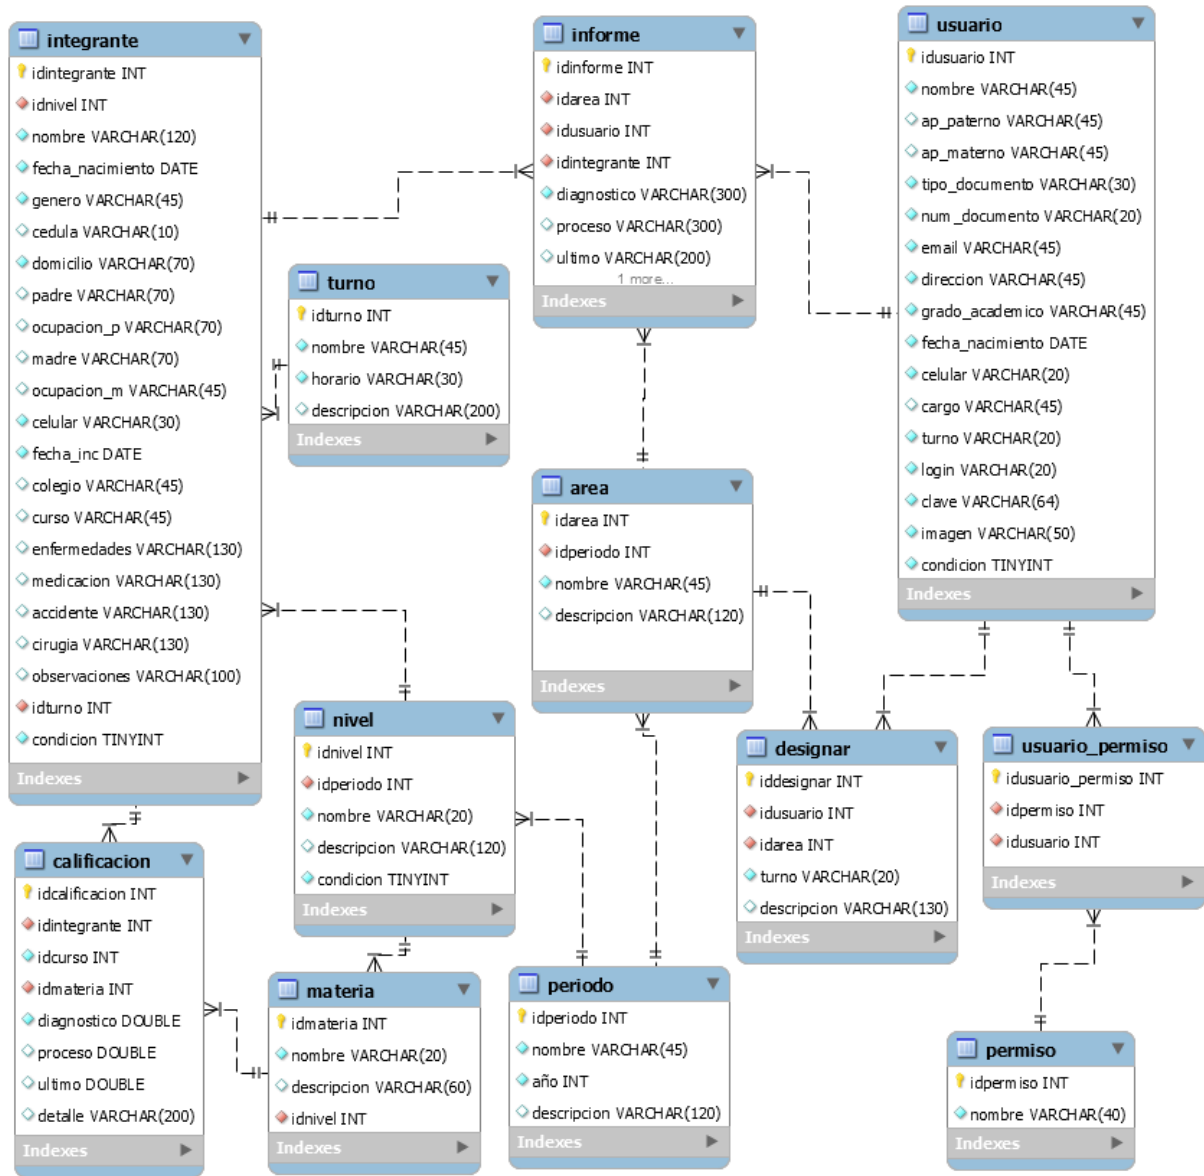 integrante
idintegrante INT
idnivel INT
nombre VARCHAR(120)
fecha_nacimiento DATE
genero VARCHAR(45)
cedula VARCHAR(10)
domicilio VARCHAR(70)
padre VARCHAR(70)
ocupacion_p VARCHAR(70)
madre VARCHAR(70)
ocupacion_m VARCHAR(45)
celular VARCHAR(30)
fecha_inc DATE
colegio VARCHAR(45)
curso VARCHAR(45)
enfermedades VARCHAR(130)
medicacion VARCHAR(130)
accidente VARCHAR(130)
cirugia VARCHAR(130)
observaciones VARCHAR(100)
idturno INT
condicion TINYINT
Indexes
informe
idinforme INT
idarea INT
idusuario INT
idintegrante INT
diagnostico VARCHAR(300)
proceso VARCHAR(300)
ultimo VARCHAR(200)
1 more...
Indexes
usuario
idusuario INT
nombre VARCHAR(45)
ap_paterno VARCHAR(45)
ap_materno VARCHAR(45)
tipo_documento VARCHAR(30)
num_documento VARCHAR(20)
email VARCHAR(45)
direccion VARCHAR(45)
grado_academico VARCHAR(45)
fecha_nacimiento DATE
celular VARCHAR(20)
cargo VARCHAR(45)
turno VARCHAR(20)
login VARCHAR(20)
clave VARCHAR(64)
imagen VARCHAR(50)
condicion TINYINT
Indexes
turno
idturno INT
nombre VARCHAR(45)
horario VARCHAR(30)
descripcion VARCHAR(200)
Indexes
area
idarea INT
idperiodo INT
nombre VARCHAR(45)
descripcion VARCHAR(120)
Indexes
nivel
idnivel INT
idperiodo INT
nombre VARCHAR(20)
descripcion VARCHAR(120)
condicion TINYINT
Indexes
designar
iddesignar INT
idusuario INT
idarea INT
turno VARCHAR(20)
descripcion VARCHAR(130)
Indexes
usuario_permiso
idusuario_permiso INT
idpermiso INT
idusuario INT
Indexes
calificacion
idcalificacion INT
idintegrante INT
idcurso INT
idmateria INT
diagnostico DOUBLE
proceso DOUBLE
ultimo DOUBLE
detalle VARCHAR(200)
Indexes
materia
idmateria INT
nombre VARCHAR(20)
descripcion VARCHAR(60)
idnivel INT
Indexes
periodo
idperiodo INT
nombre VARCHAR(45)
año INT
descripcion VARCHAR(120)
Indexes
permiso
idpermiso INT
nombre VARCHAR(40)
Indexes